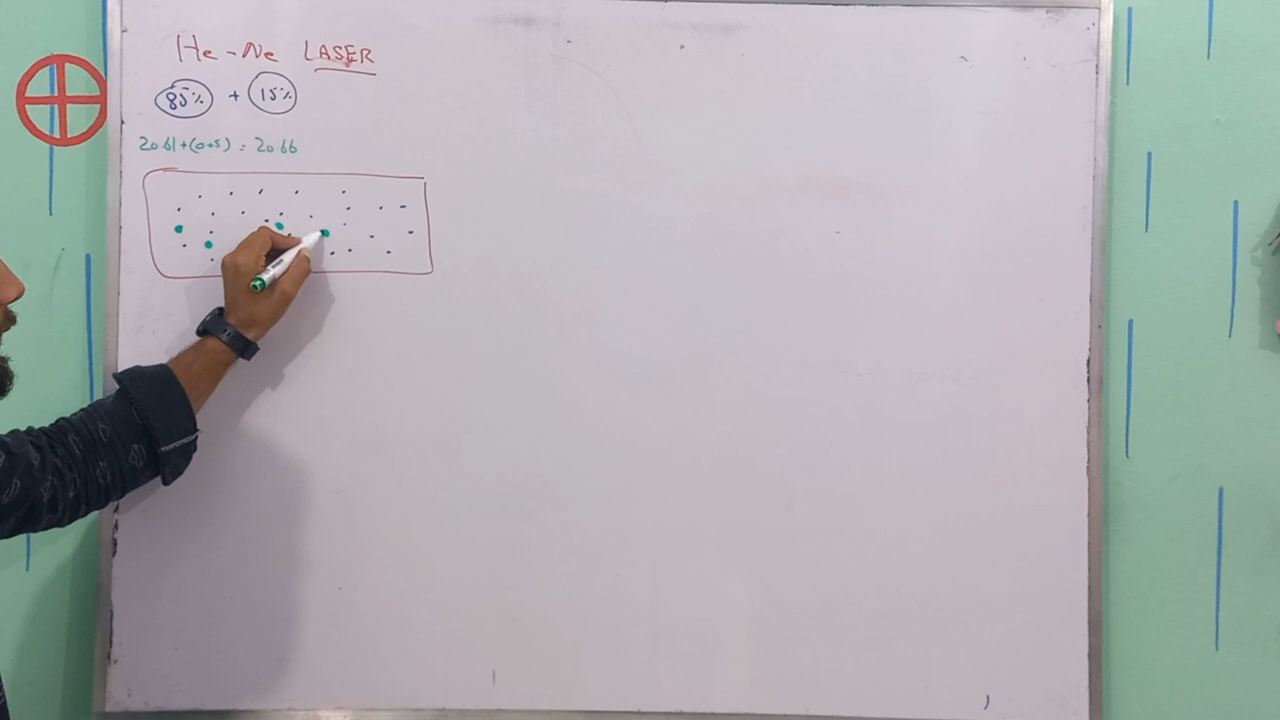 He-Ne LASER
85% + 15%
20.61+(0.05) = 20.66